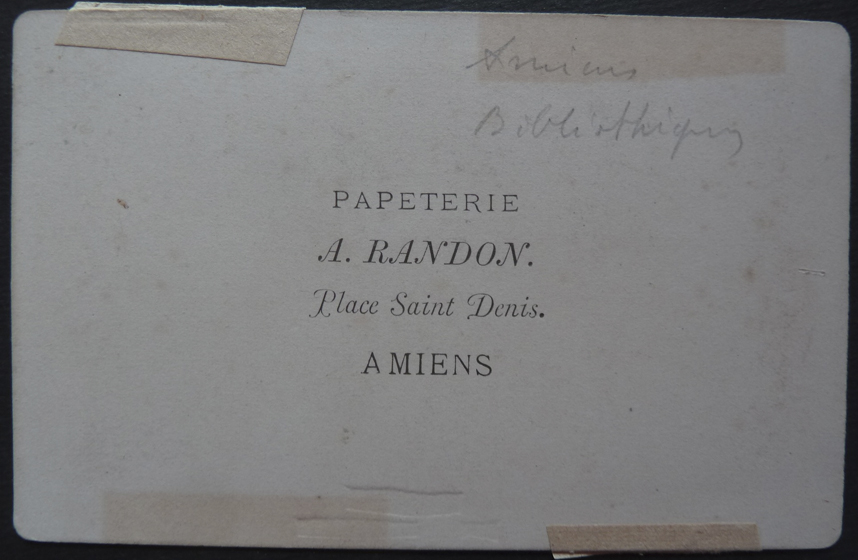 Amiens
Bibliothèque
PAPETERIE
A. RANDON.
Place Saint Denis.
AMIENS